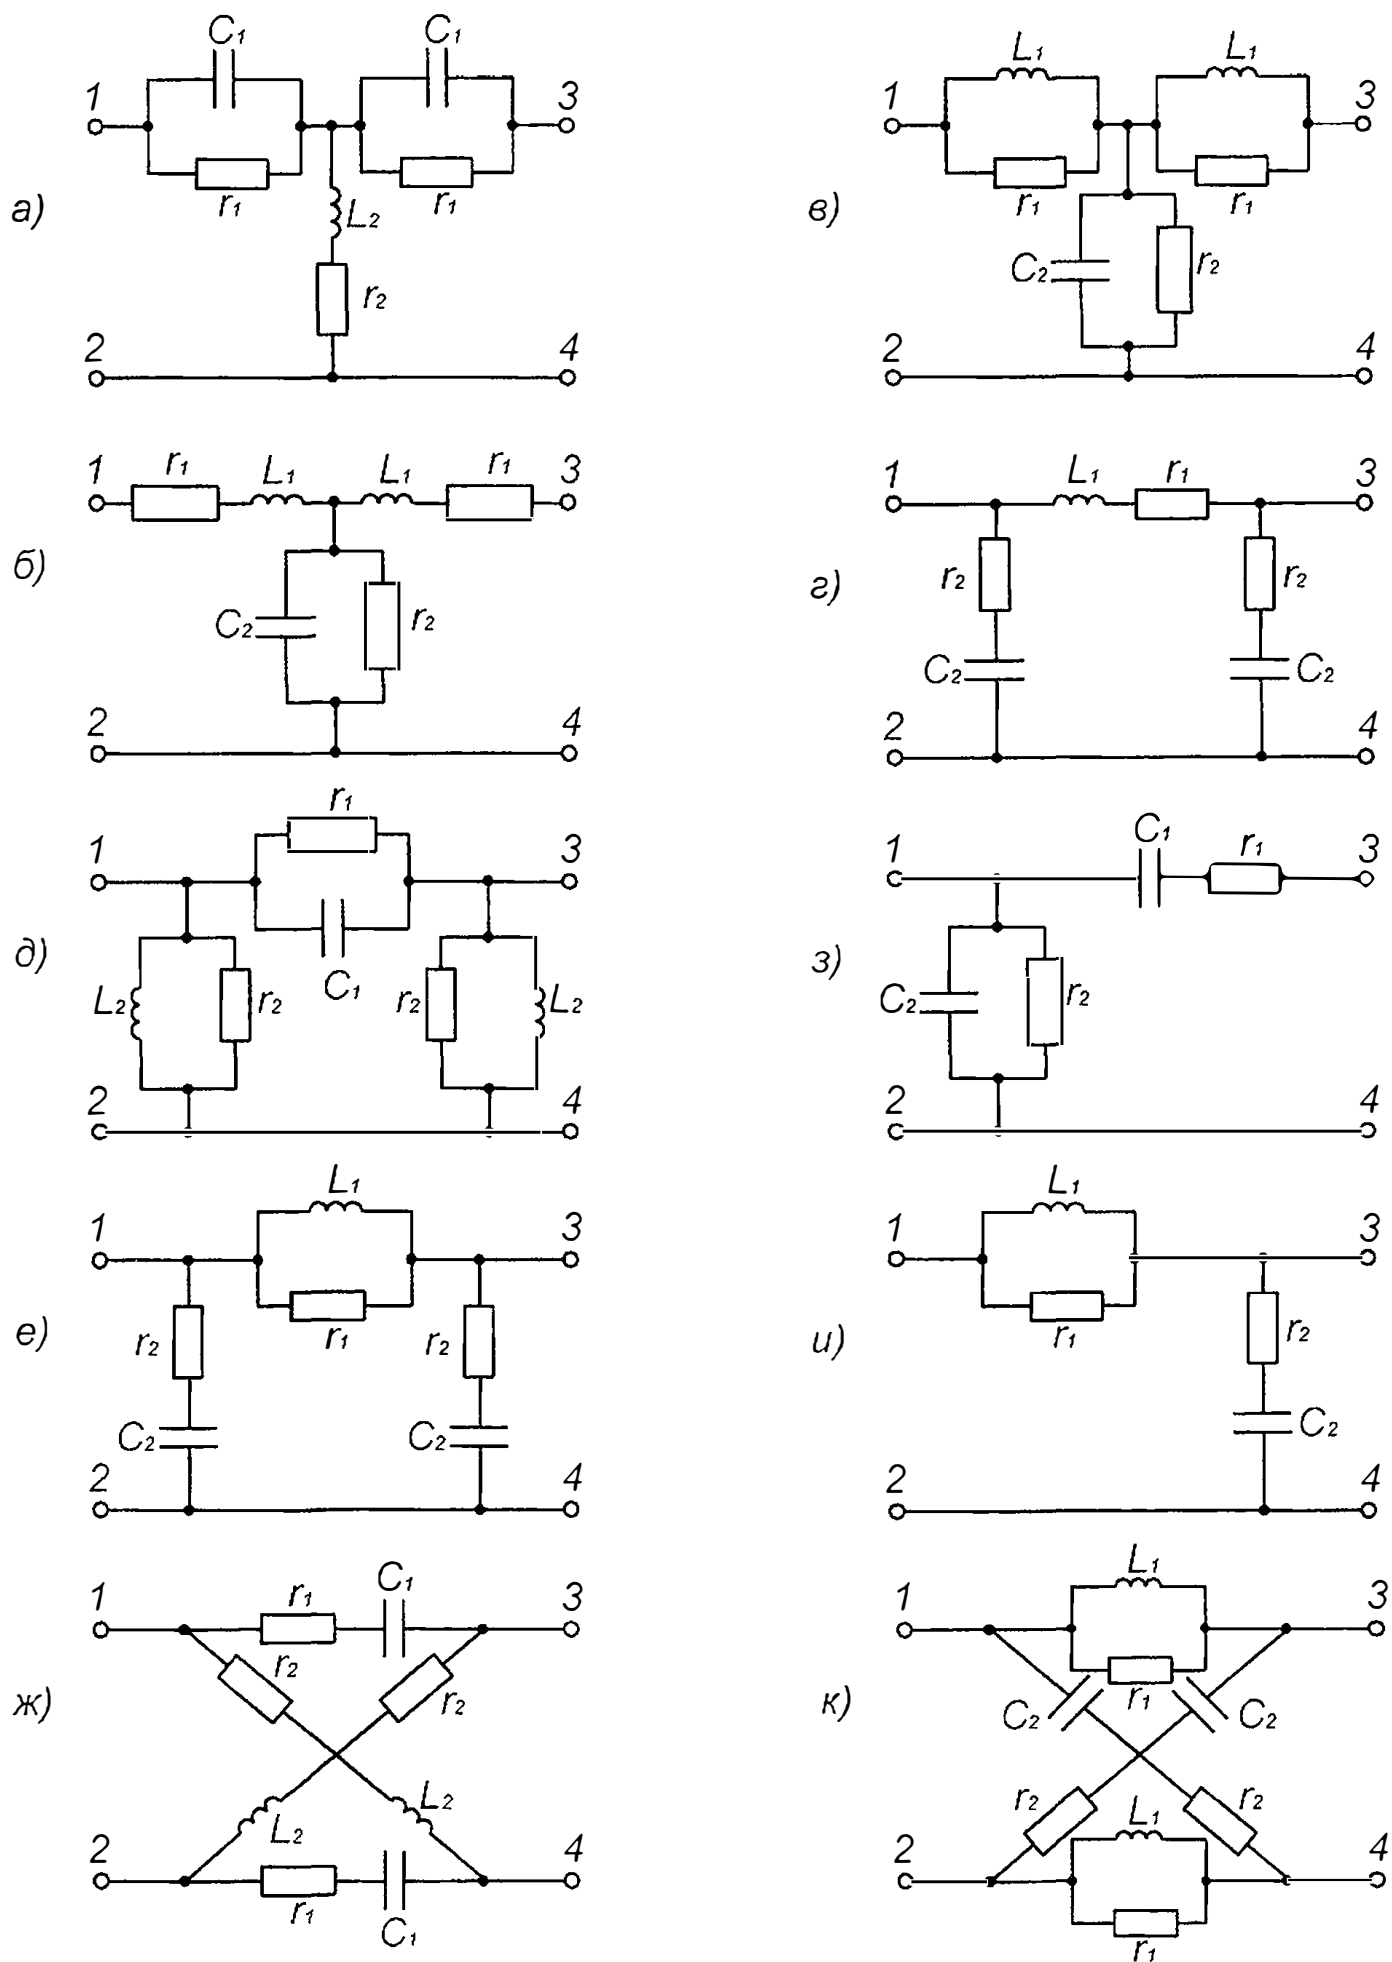 C₁ C₁
1 3
r₁ r₁
а) L₂
r₂
2 4
L₁ L₁
1 3
r₁ r₁
в) C₂ r₂
2 4
1 r₁ L₁ L₁ r₁ 3
б) C₂ r₂
2 4
1 L₁ r₁ 3
г) r₂ r₂
C₂ C₂
2 4
r₁
1 3
д) L₂ r₂ C₁ r₂ L₂
2 4
1 C₁ r₁ 3
з) C₂ r₂
2 4
L₁
1 3
е) r₂ r₁ r₂
C₂ C₂
2 4
L₁
1 3
и) r₁ r₂
C₂
2 4
1 r₁ C₁ 3
ж) r₂ r₂
L₂ L₂
2 4
r₁ C₁
L₁
1 3
r₁
к) C₂ C₂
r₂ L₁ r₂
2 4
r₁